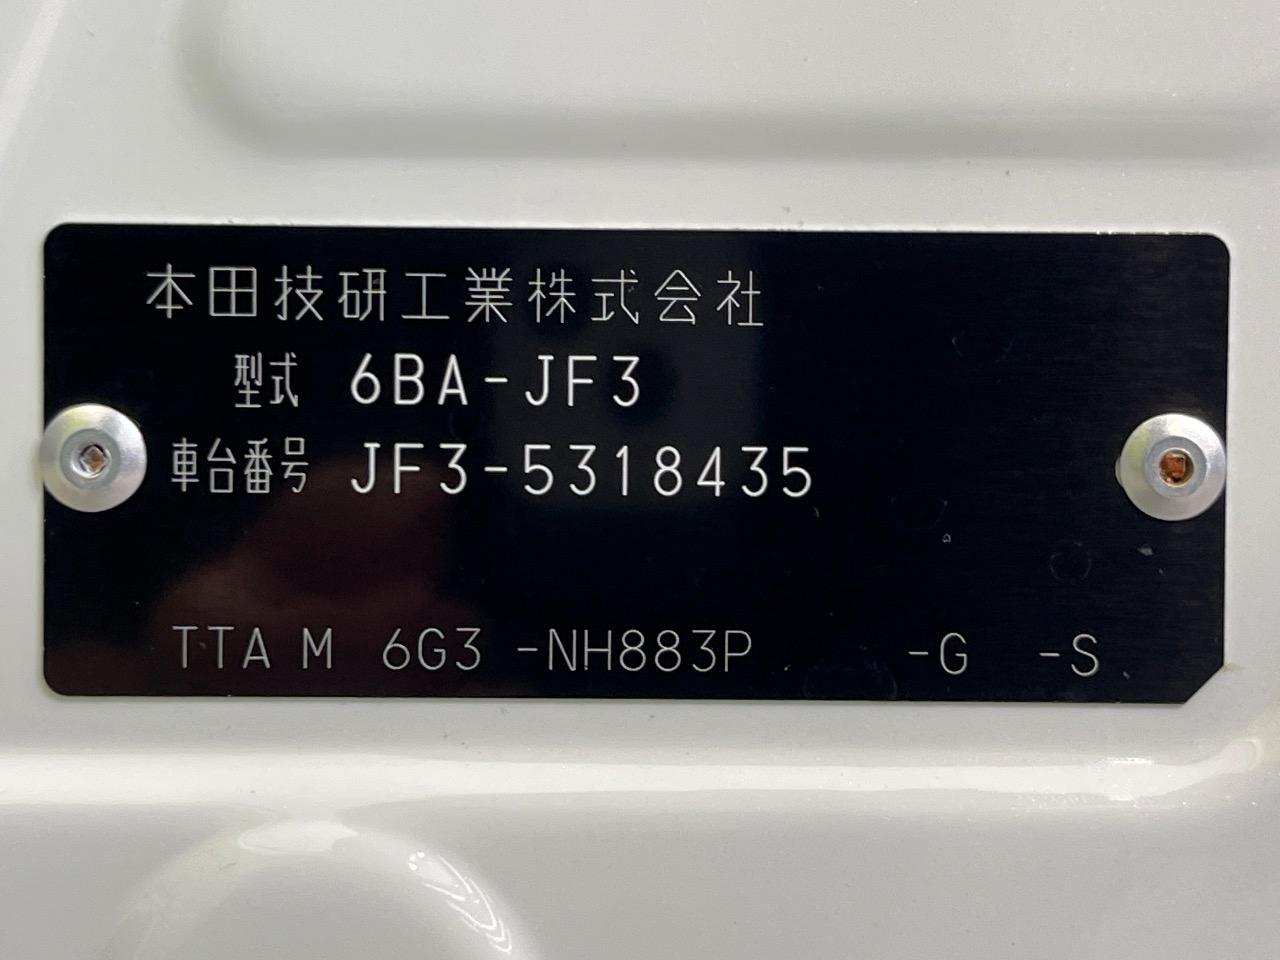 本田技研工業株式会社
型式 6BA-JF3
車台番号 JF3-5318435
TTA M 6G3 -NH883P -G -S